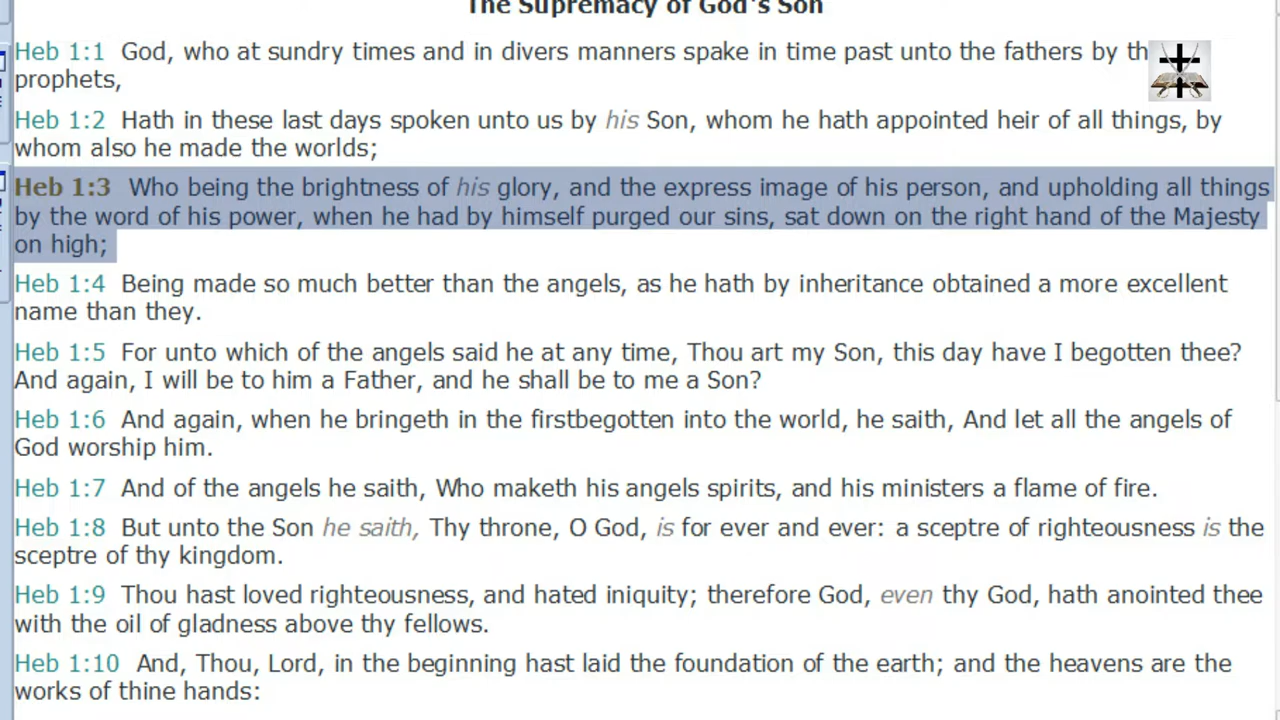 The Supremacy of God's Son
Heb 1:1 God, who at sundry times and in divers manners spake in time past unto the fathers by
prophets,
Heb 1:2 Hath in these last days spoken unto us by his Son, whom he hath appointed heir of all things, by
whom also he made the worlds;
Heb 1:3 Who being the brightness of his glory, and the express image of his person, and upholding all things
by the word of his power, when he had by himself purged our sins, sat down on the right hand of the Majesty
on high;
Heb 1:4 Being made so much better than the angels, as he hath by inheritance obtained a more excellent
name than they.
Heb 1:5 For unto which of the angels said he at any time, Thou art my Son, this day have I begotten thee?
And again, I will be to him a Father, and he shall be to me a Son?
Heb 1:6 And again, when he bringeth in the firstbegotten into the world, he saith, And let all the angels of
God worship him.
Heb 1:7 And of the angels he saith, Who maketh his angels spirits, and his ministers a flame of fire.
Heb 1:8 But unto the Son he saith, Thy throne, O God, is for ever and ever: a sceptre of righteousness is the
sceptre of thy kingdom.
Heb 1:9 Thou hast loved righteousness, and hated iniquity; therefore God, even thy God, hath anointed thee
with the oil of gladness above thy fellows.
Heb 1:10 And, Thou, Lord, in the beginning hast laid the foundation of the earth; and the heavens are the
works of thine hands: